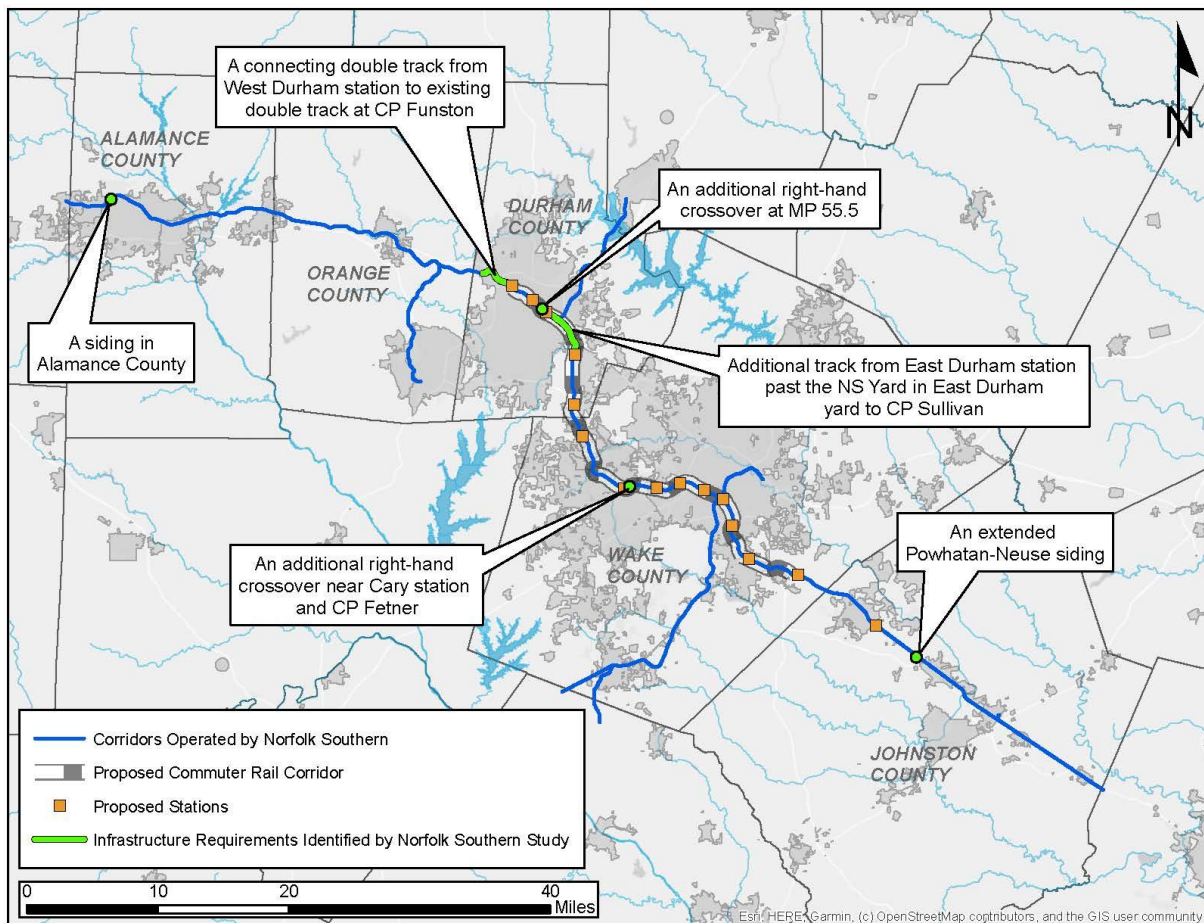 A connecting double track from
West Durham station to existing
double track at CP Funston
ALAMANCE
COUNTY
N
An additional right-hand
crossover at MP 55.5
DURHAM
COUNTY
ORANGE
COUNTY
A siding in
Alamance County
Additional track from East Durham station
past the NS Yard in East Durham
yard to CP Sullivan
An additional right-hand
crossover near Cary station
and CP Fetner
WAKE
COUNTY
An extended
Powhatan-Neuse siding
JOHNSTON
COUNTY
Corridors Operated by Norfolk Southern
Proposed Commuter Rail Corridor
Proposed Stations
Infrastructure Requirements Identified by Norfolk Southern Study
0 10 20 40
Miles
Esri, HERE, Garmin, (c) OpenStreetMap contributors, and the GIS user community